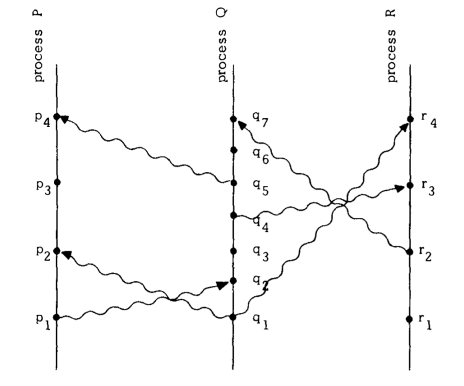 process P
process Q
process R
p4
q7
r4
q6
p3
q5
r3
q4
p2
q3
r2
q2
p1
q1
r1